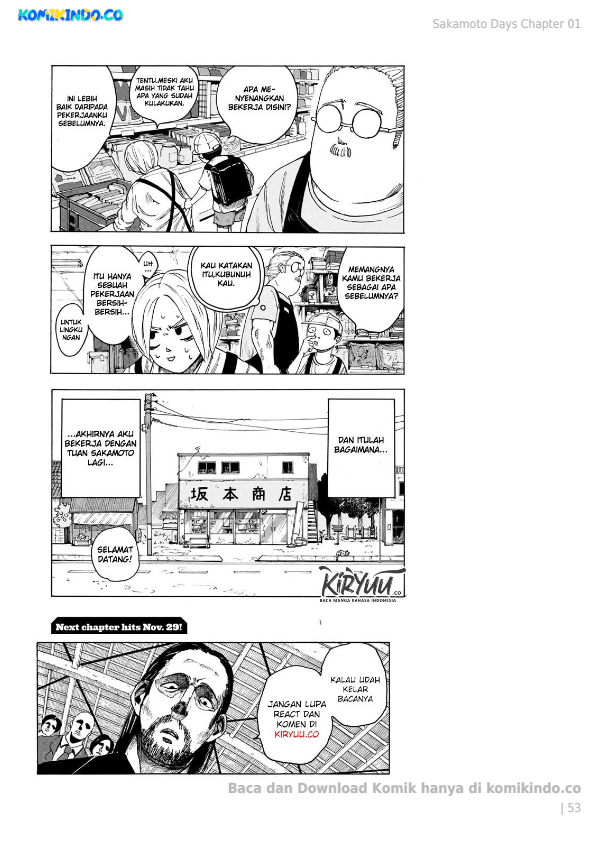 KOMIKINDO.CO
Sakamoto Days Chapter 01
APA ME-
NYENANGKAN
BEKERJA DISINI?
TENTU.MESKI AKU
MASIH TIDAK TAHU
APA YANG SUDAH
KULAKUKAN.
INI LEBIH
BAIK DARIPADA
PEKERJAANKU
SEBELUMNYA.
MEMANGNYA
KAMU BEKERJA
SEBAGAI APA
SEBELUMNYA?
KAU KATAKAN
ITU,KUBUNUH
KAU.
UH
...
ITU HANYA
SEBUAH
PEKERJAAN
BERSIH-
BERSIH...
UNTUK
LINGKU
NGAN
DAN ITULAH
BAGAIMANA...
...AKHIRNYA AKU
BEKERJA DENGAN
TUAN SAKAMOTO
LAGI...
坂本商店
SELAMAT
DATANG!
KiRYUU.CO
BACA MANGA BAHASA INDONESIA
Next chapter hits Nov. 29!
KALAU UDAH
KELAR
BACANYA
JANGAN LUPA
REACT DAN
KOMEN DI
KIRYUU.CO
Baca dan Download Komik hanya di komikindo.co
| 53